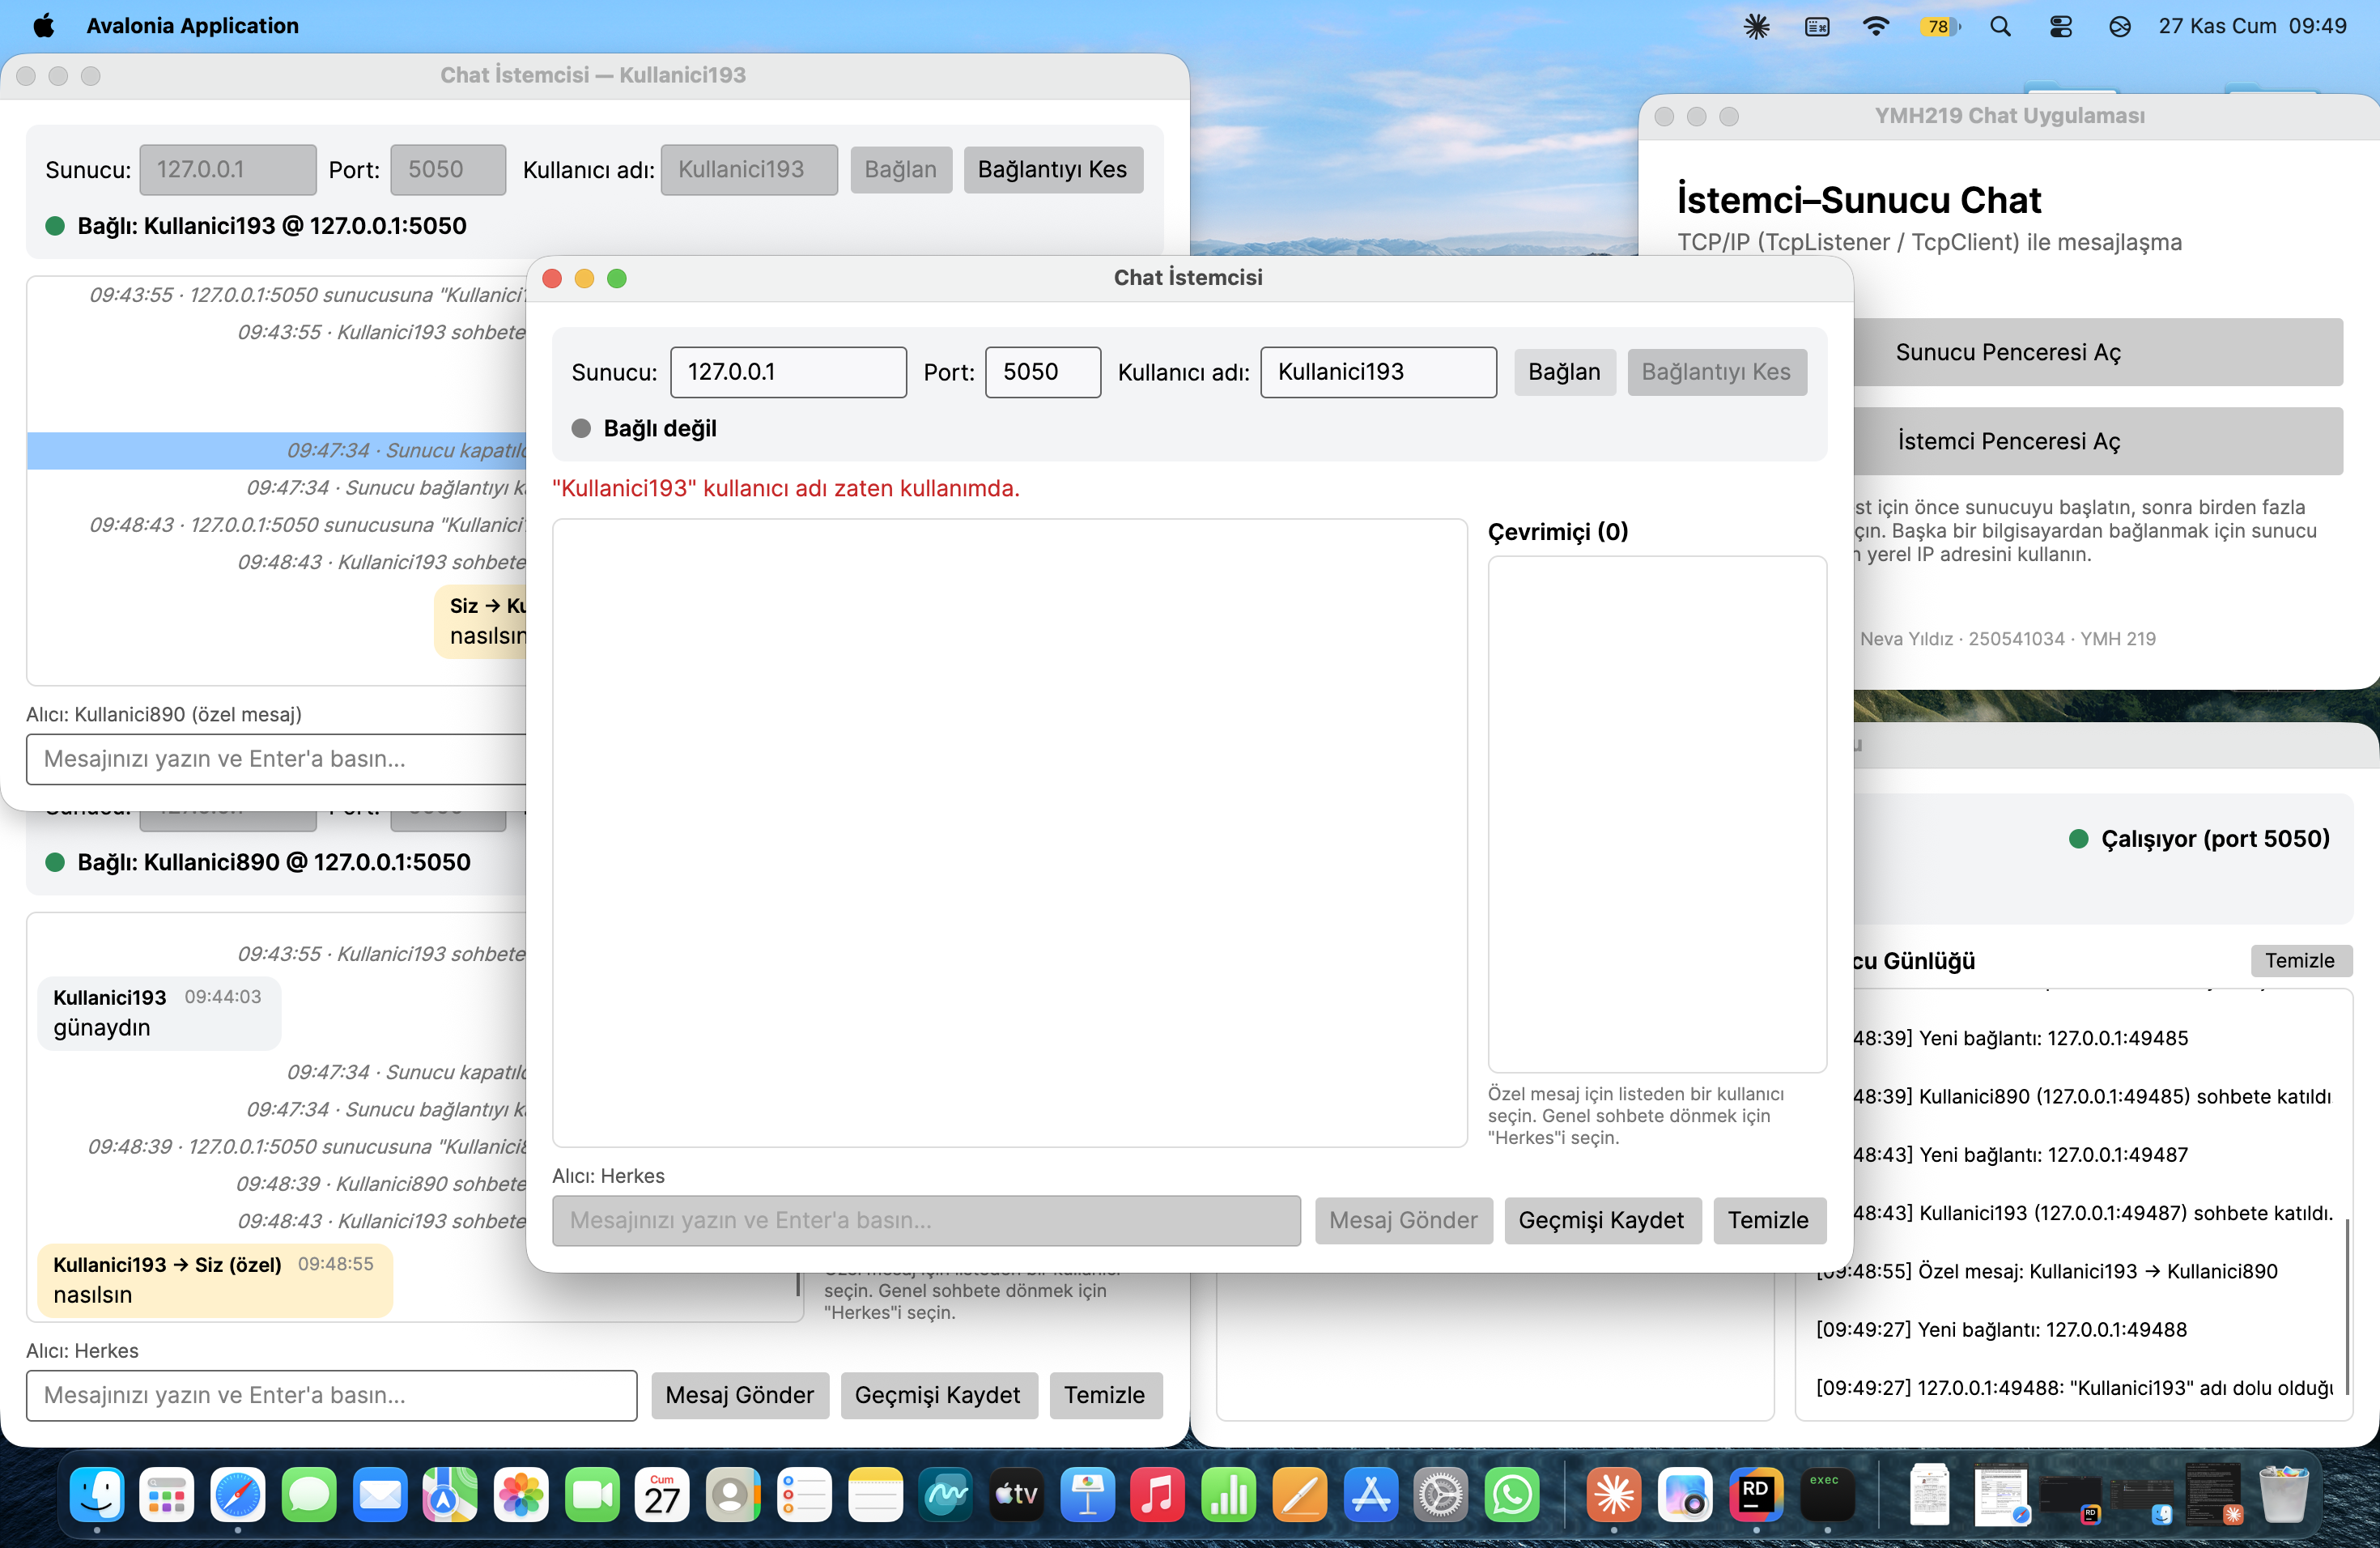 Avalonia Application
78
27 Kas Cum 09:49
Chat İstemcisi — Kullanici193
Sunucu: 127.0.0.1 Port: 5050 Kullanıcı adı: Kullanici193 Bağlan Bağlantıyı Kes
Bağlı: Kullanici193 @ 127.0.0.1:5050
09:43:55 · 127.0.0.1:5050 sunucusuna "Kullanici1
09:43:55 · Kullanici193 sohbete
09:47:34 · Sunucu kapatıld
09:47:34 · Sunucu bağlantıyı k
09:48:43 · 127.0.0.1:5050 sunucusuna "Kullanici
09:48:43 · Kullanici193 sohbete
Siz → Ku
nasılsın
Alıcı: Kullanici890 (özel mesaj)
Mesajınızı yazın ve Enter'a basın...
Bağlı: Kullanici890 @ 127.0.0.1:5050
09:43:55 · Kullanici193 sohbete
Kullanici193 09:44:03
günaydın
09:47:34 · Sunucu kapatıld
09:47:34 · Sunucu bağlantıyı k
09:48:39 · 127.0.0.1:5050 sunucusuna "Kullanici8
09:48:39 · Kullanici890 sohbete
09:48:43 · Kullanici193 sohbete
Kullanici193 → Siz (özel) 09:48:55
nasılsın
seçin. Genel sohbete dönmek için
"Herkes"i seçin.
Alıcı: Herkes
Mesajınızı yazın ve Enter'a basın...
Mesaj Gönder Geçmişi Kaydet Temizle
Chat İstemcisi
Sunucu: 127.0.0.1 Port: 5050 Kullanıcı adı: Kullanici193 Bağlan Bağlantıyı Kes
Bağlı değil
"Kullanici193" kullanıcı adı zaten kullanımda.
Çevrimiçi (0)
Özel mesaj için listeden bir kullanıcı
seçin. Genel sohbete dönmek için
"Herkes"i seçin.
Alıcı: Herkes
Mesajınızı yazın ve Enter'a basın...
Mesaj Gönder Geçmişi Kaydet Temizle
YMH219 Chat Uygulaması
İstemci–Sunucu Chat
TCP/IP (TcpListener / TcpClient) ile mesajlaşma
Sunucu Penceresi Aç
İstemci Penceresi Aç
st için önce sunucuyu başlatın, sonra birden fazla
çın. Başka bir bilgisayardan bağlanmak için sunucu
n yerel IP adresini kullanın.
Neva Yıldız · 250541034 · YMH 219
Çalışıyor (port 5050)
cu Günlüğü
Temizle
48:39] Yeni bağlantı: 127.0.0.1:49485
48:39] Kullanici890 (127.0.0.1:49485) sohbete katıldı
48:43] Yeni bağlantı: 127.0.0.1:49487
48:43] Kullanici193 (127.0.0.1:49487) sohbete katıldı.
[09:48:55] Özel mesaj: Kullanici193 → Kullanici890
[09:49:27] Yeni bağlantı: 127.0.0.1:49488
[09:49:27] 127.0.0.1:49488: "Kullanici193" adı dolu olduğu
Cum
27
tv
RD
exec